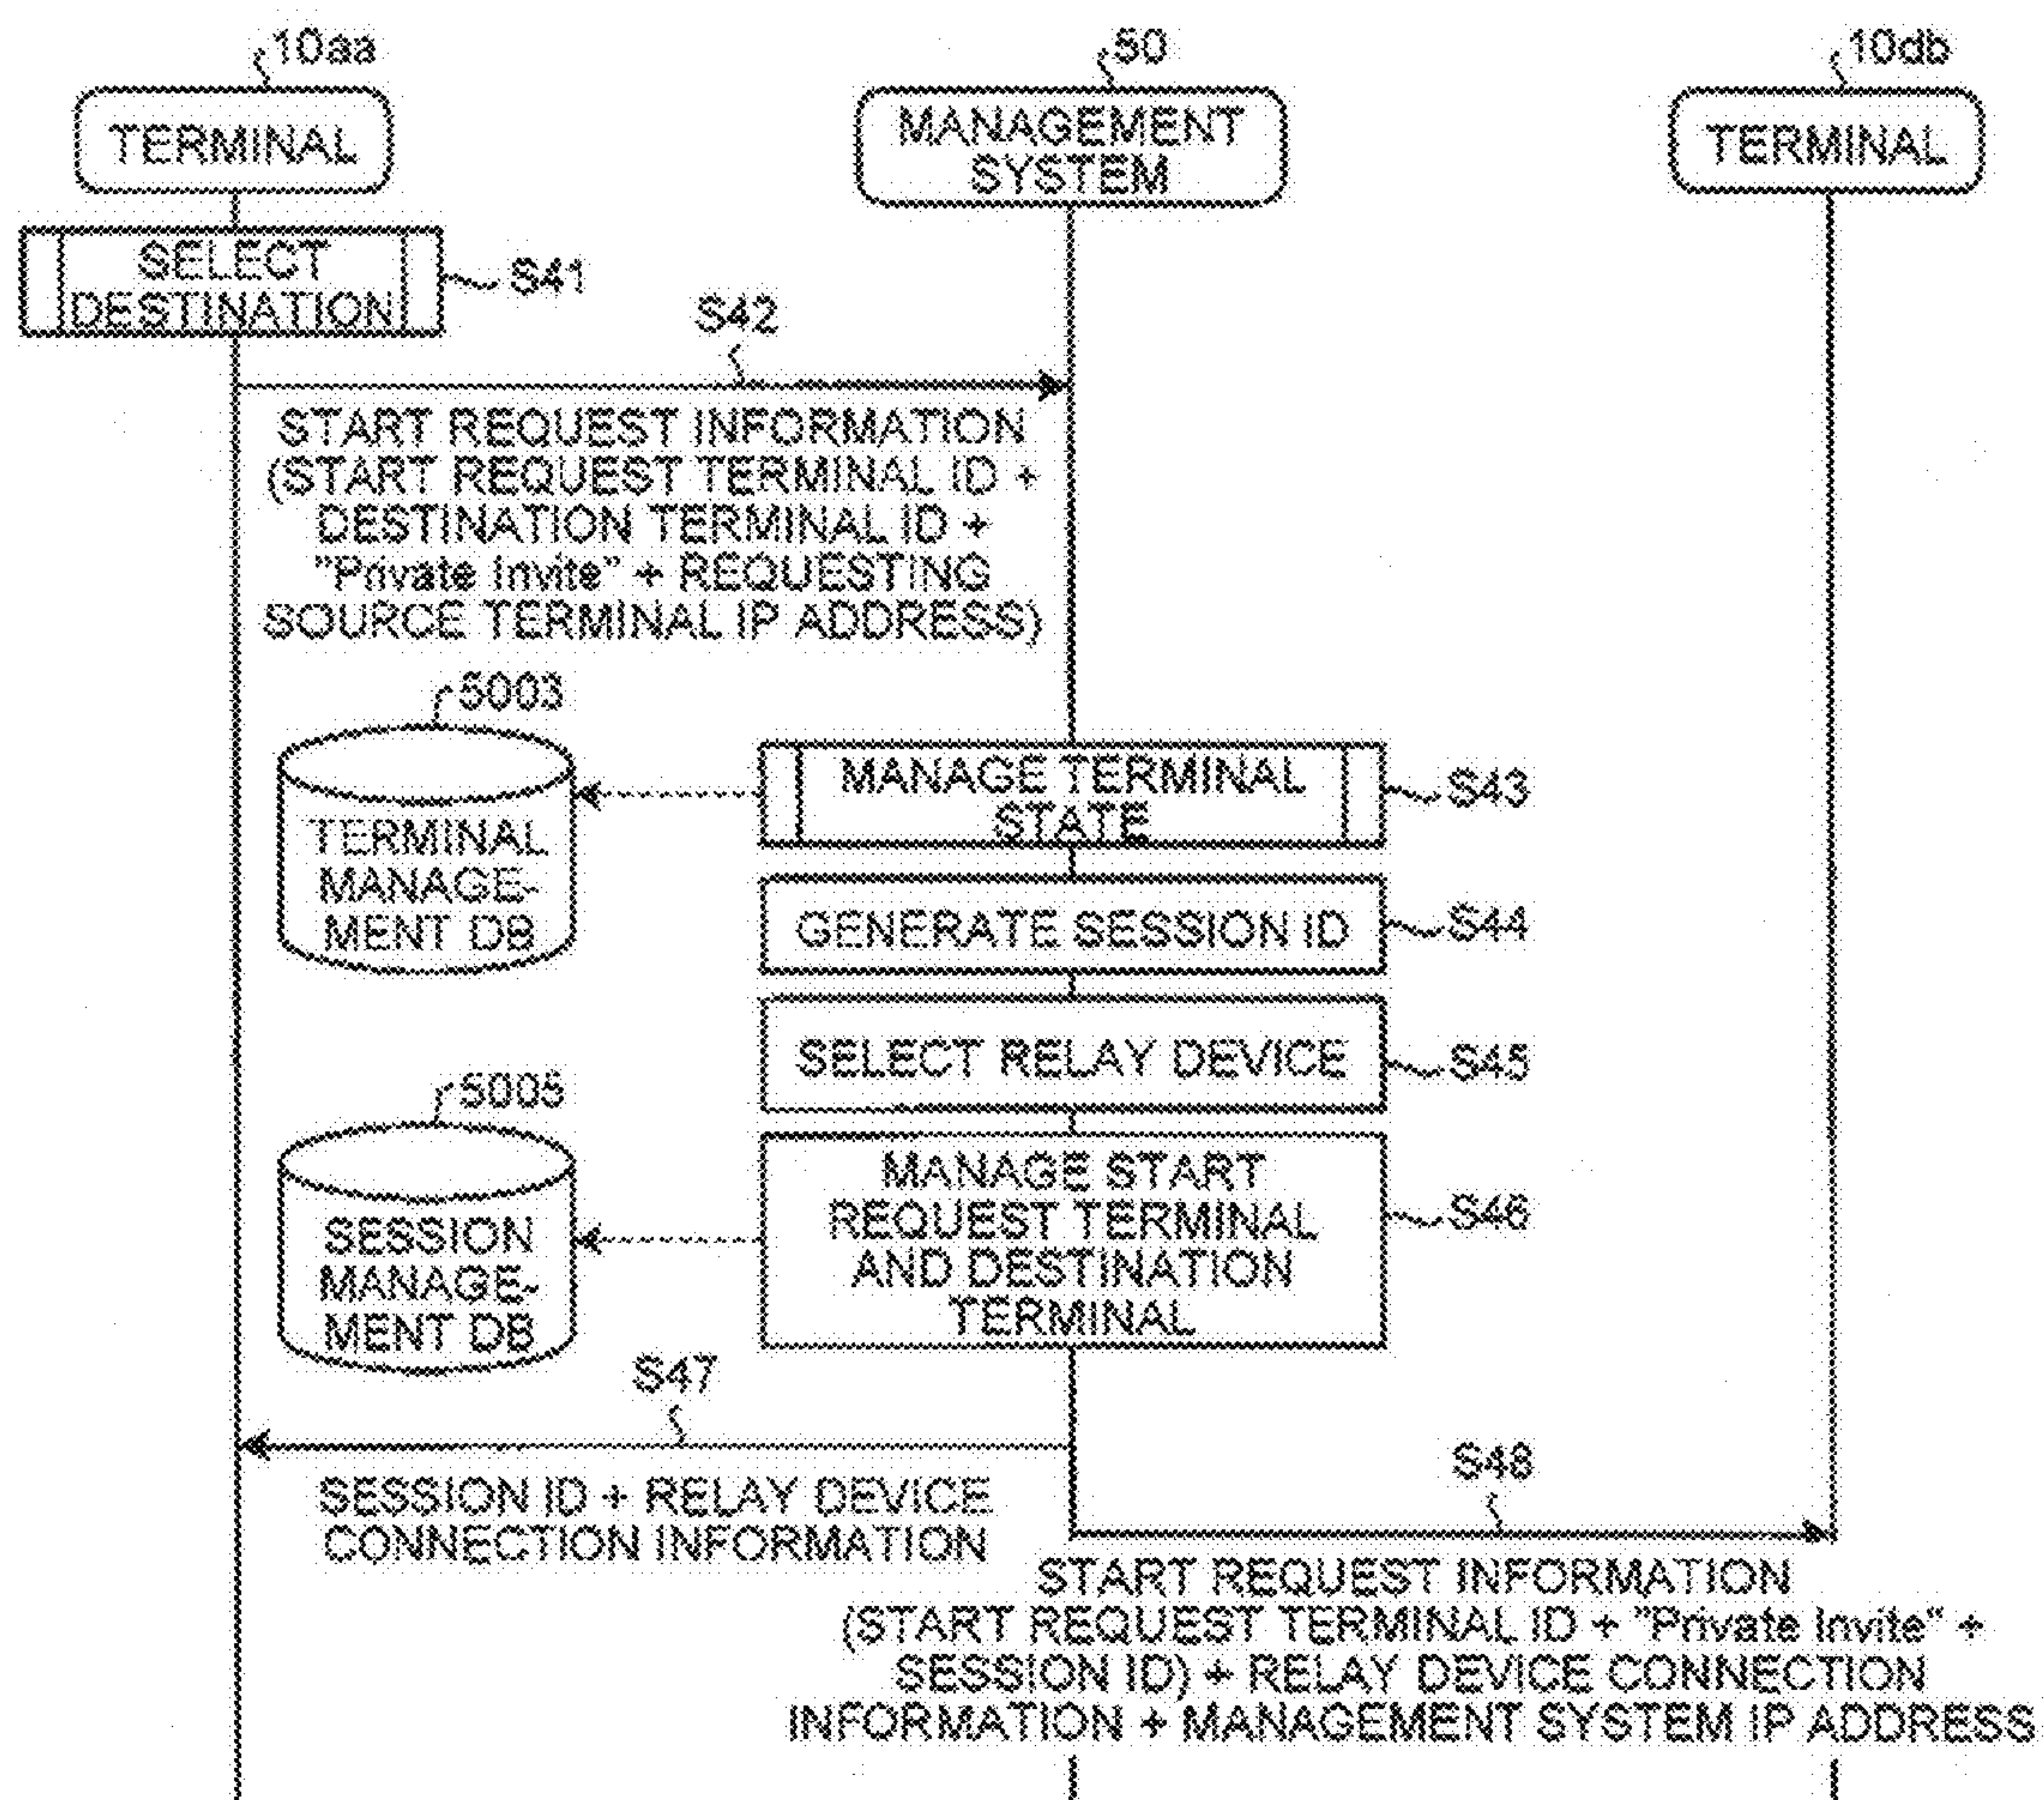 10aa
50
10db
TERMINAL
MANAGEMENT
SYSTEM
TERMINAL
SELECT
DESTINATION
S41
S42
START REQUEST INFORMATION
(START REQUEST TERMINAL ID +
DESTINATION TERMINAL ID +
"Private Invite" + REQUESTING
SOURCE TERMINAL IP ADDRESS)
5003
TERMINAL
MANAGE-
MENT DB
MANAGE TERMINAL
STATE
S43
GENERATE SESSION ID
S44
SELECT RELAY DEVICE
S45
5005
SESSION
MANAGE-
MENT DB
MANAGE START
REQUEST TERMINAL
AND DESTINATION
TERMINAL
S46
S47
SESSION ID + RELAY DEVICE
CONNECTION INFORMATION
S48
START REQUEST INFORMATION
(START REQUEST TERMINAL ID + "Private Invite" +
SESSION ID) + RELAY DEVICE CONNECTION
INFORMATION + MANAGEMENT SYSTEM IP ADDRESS